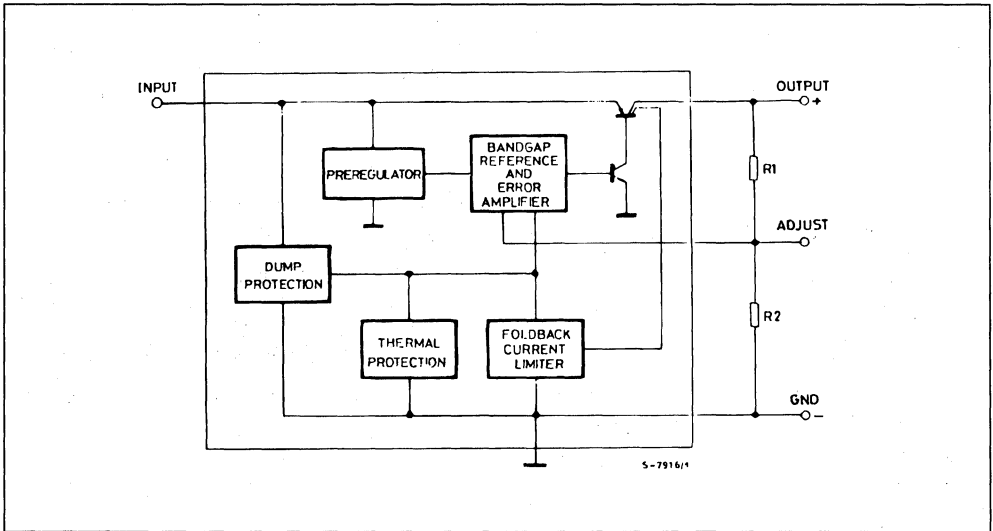 INPUT
OUTPUT
+
PREREGULATOR
BANDGAP
REFERENCE
AND
ERROR
AMPLIFIER
R1
ADJUST
DUMP
PROTECTION
THERMAL
PROTECTION
FOLDBACK
CURRENT
LIMITER
R2
GND
−
S-7916/1